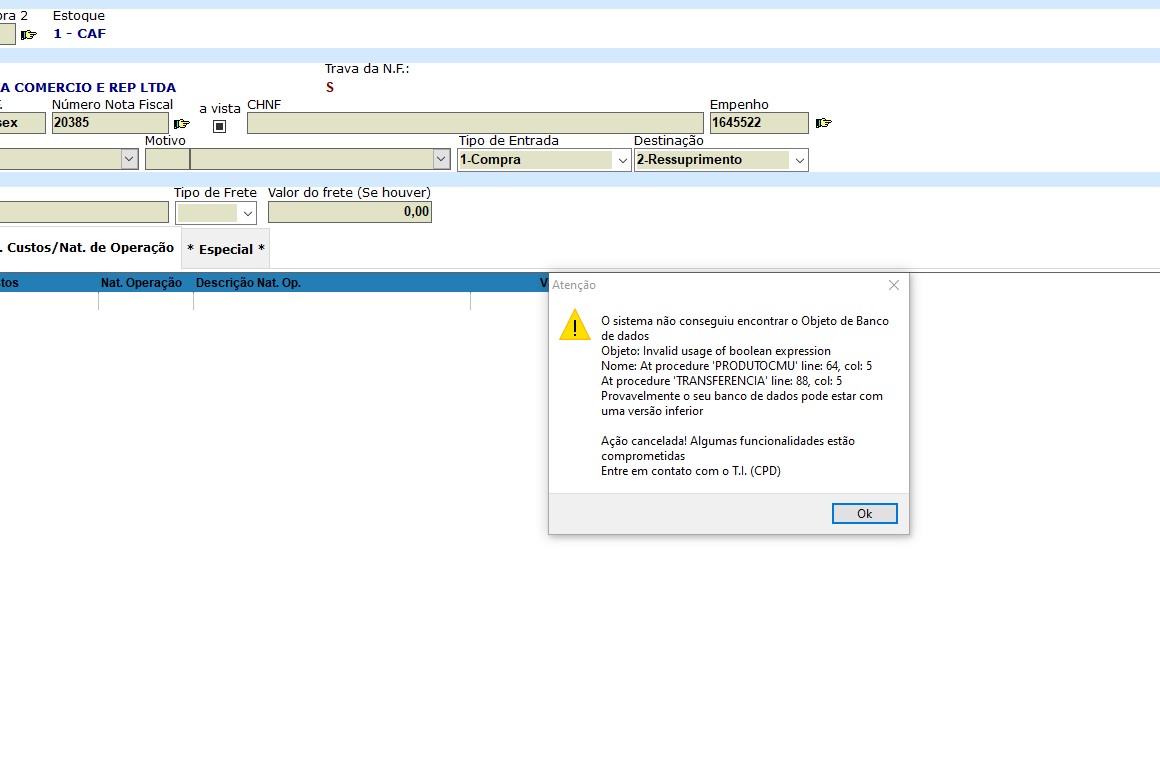 ora 2 Estoque
1 - CAF
Trava da N.F.:
A COMERCIO E REP LTDA S
Número Nota Fiscal a vista CHNF Empenho
sex 20385 1645522
Motivo Tipo de Entrada Destinação
1-Compra 2-Ressuprimento
Tipo de Frete Valor do frete (Se houver)
0,00
. Custos/Nat. de Operação * Especial *
tos Nat. Operação Descrição Nat. Op. V
Atenção
O sistema não conseguiu encontrar o Objeto de Banco
de dados
Objeto: Invalid usage of boolean expression
Nome: At procedure 'PRODUTOCMU' line: 64, col: 5
At procedure 'TRANSFERENCIA' line: 88, col: 5
Provavelmente o seu banco de dados pode estar com
uma versão inferior
Ação cancelada! Algumas funcionalidades estão
comprometidas
Entre em contato com o T.I. (CPD)
Ok